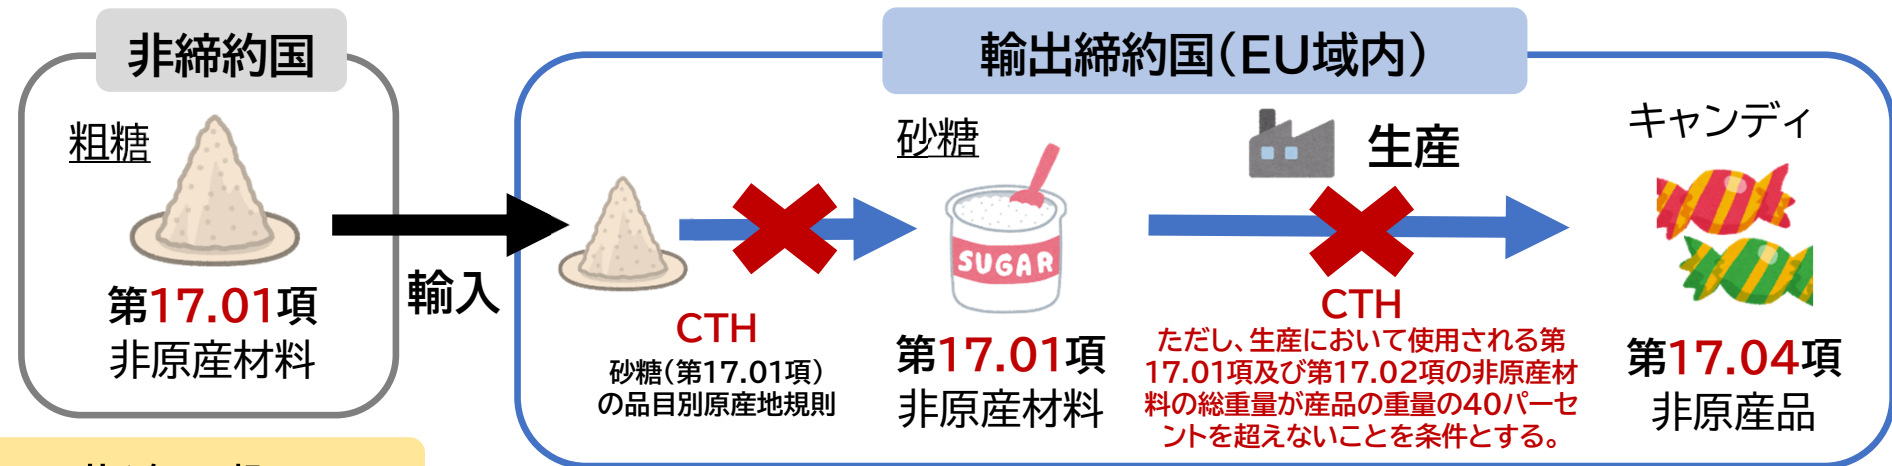 非締約国
粗糖
第17.01項
非原産材料
輸入
輸出締約国（EU域内）
CTH
砂糖（第17.01項）
の品目別原産地規則
砂糖
SUGAR
第17.01項
非原産材料
生産
CTH
ただし、生産において使用される第
17.01項及び第17.02項の非原産材
料の総重量が産品の重量の40パーセ
ントを超えないことを条件とする。
キャンディ
第17.04項
非原産品